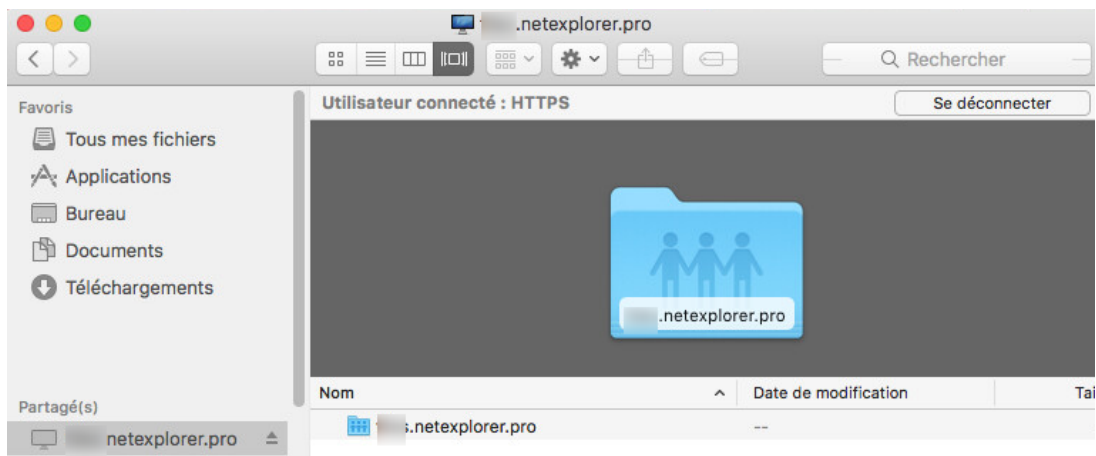 .netexplorer.pro
Rechercher
Favoris
Utilisateur connecté : HTTPS
Se déconnecter
Tous mes fichiers
Applications
Bureau
Documents
Téléchargements
.netexplorer.pro
Nom
Date de modification
Tai
Partagé(s)
s.netexplorer.pro
--
netexplorer.pro